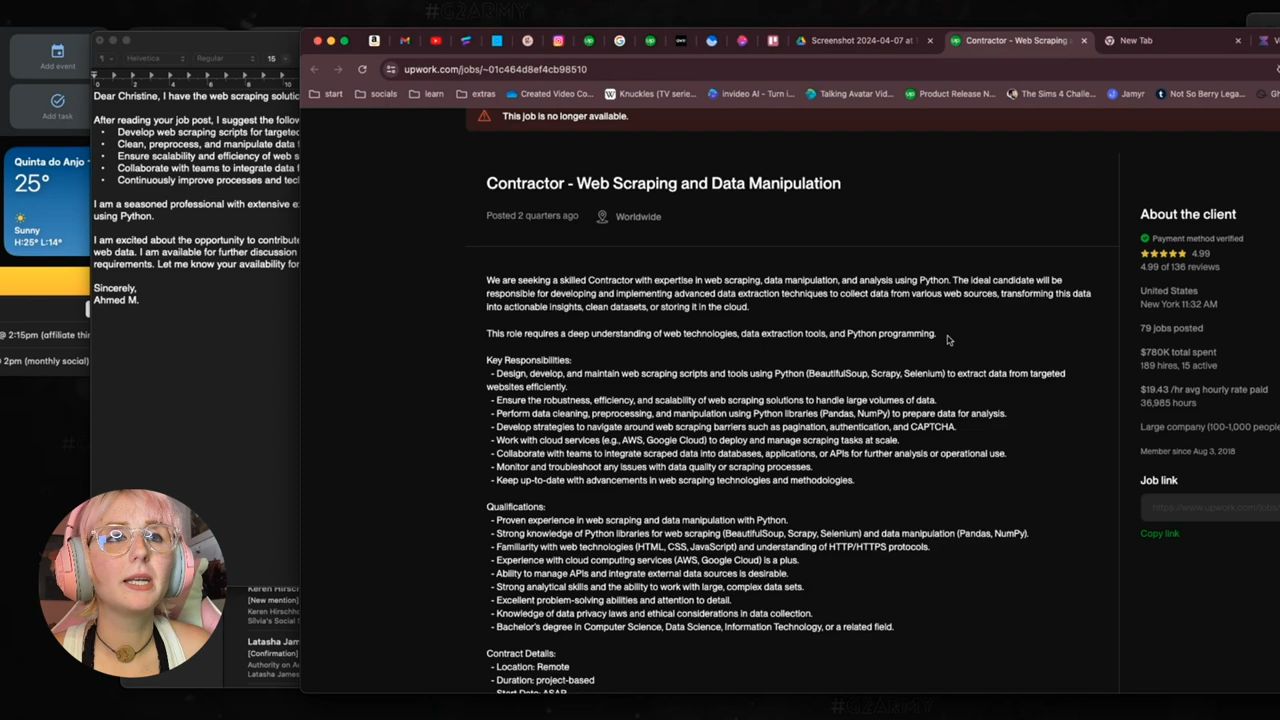 #G2ARMY
Add event
Add task
Quinta do Anjo
25°
Sunny
H:25° L:14°
@ 2:15pm (affiliate thin
@ 2pm (monthly social)
Helvetica
Regular
15
0 2 4 6 8 10
Dear Christine, I have the web scraping solutio
After reading your job post, I suggest the follow
• Develop web scraping scripts for targeted
• Clean, preprocess, and manipulate data
• Ensure scalability and efficiency of web s
• Collaborate with teams to integrate data
• Continuously improve processes and tec
I am a seasoned professional with extensive e
using Python.
I am excited about the opportunity to contribute
web data. I am available for further discussion
requirements. Let me know your availability for
Sincerely,
Ahmed M.
Keren Hirsc
[New mention]
Keren Hirschh
Silvia's Social
Latasha Jam
[Confirmation]
Authority on A
Latasha James
Screenshot 2024-04-07 at
Contractor - Web Scraping
New Tab
upwork.com/jobs/~01c464d8ef4cb98510
start
socials
learn
extras
Created Video Co...
Knuckles (TV serie...
invideo AI - Turn i...
Talking Avatar Vid...
Product Release N...
The Sims 4 Challe...
Jamyr
Not So Berry Lega...
This job is no longer available.
Contractor - Web Scraping and Data Manipulation
Posted 2 quarters ago
Worldwide
We are seeking a skilled Contractor with expertise in web scraping, data manipulation, and analysis using Python. The ideal candidate will be
responsible for developing and implementing advanced data extraction techniques to collect data from various web sources, transforming this data
into actionable insights, clean datasets, or storing it in the cloud.
This role requires a deep understanding of web technologies, data extraction tools, and Python programming.
Key Responsibilities:
- Design, develop, and maintain web scraping scripts and tools using Python (BeautifulSoup, Scrapy, Selenium) to extract data from targeted
websites efficiently.
- Ensure the robustness, efficiency, and scalability of web scraping solutions to handle large volumes of data.
- Perform data cleaning, preprocessing, and manipulation using Python libraries (Pandas, NumPy) to prepare data for analysis.
- Develop strategies to navigate around web scraping barriers such as pagination, authentication, and CAPTCHA.
- Work with cloud services (e.g., AWS, Google Cloud) to deploy and manage scraping tasks at scale.
- Collaborate with teams to integrate scraped data into databases, applications, or APIs for further analysis or operational use.
- Monitor and troubleshoot any issues with data quality or scraping processes.
- Keep up-to-date with advancements in web scraping technologies and methodologies.
Qualifications:
- Proven experience in web scraping and data manipulation with Python.
- Strong knowledge of Python libraries for web scraping (BeautifulSoup, Scrapy, Selenium) and data manipulation (Pandas, NumPy).
- Familiarity with web technologies (HTML, CSS, JavaScript) and understanding of HTTP/HTTPS protocols.
- Experience with cloud computing services (AWS, Google Cloud) is a plus.
- Ability to manage APIs and integrate external data sources is desirable.
- Strong analytical skills and the ability to work with large, complex data sets.
- Excellent problem-solving abilities and attention to detail.
- Knowledge of data privacy laws and ethical considerations in data collection.
- Bachelor's degree in Computer Science, Data Science, Information Technology, or a related field.
Contract Details:
- Location: Remote
- Duration: project-based
- Start Date: ASAP
About the client
Payment method verified
4.99
4.99 of 136 reviews
United States
New York 11:32 AM
79 jobs posted
$780K total spent
189 hires, 15 active
$19.43 /hr avg hourly rate paid
36,985 hours
Large company (100-1,000 people
Member since Aug 3, 2018
Job link
https://www.upwork.com/jobs
Copy link
#G2ARMY